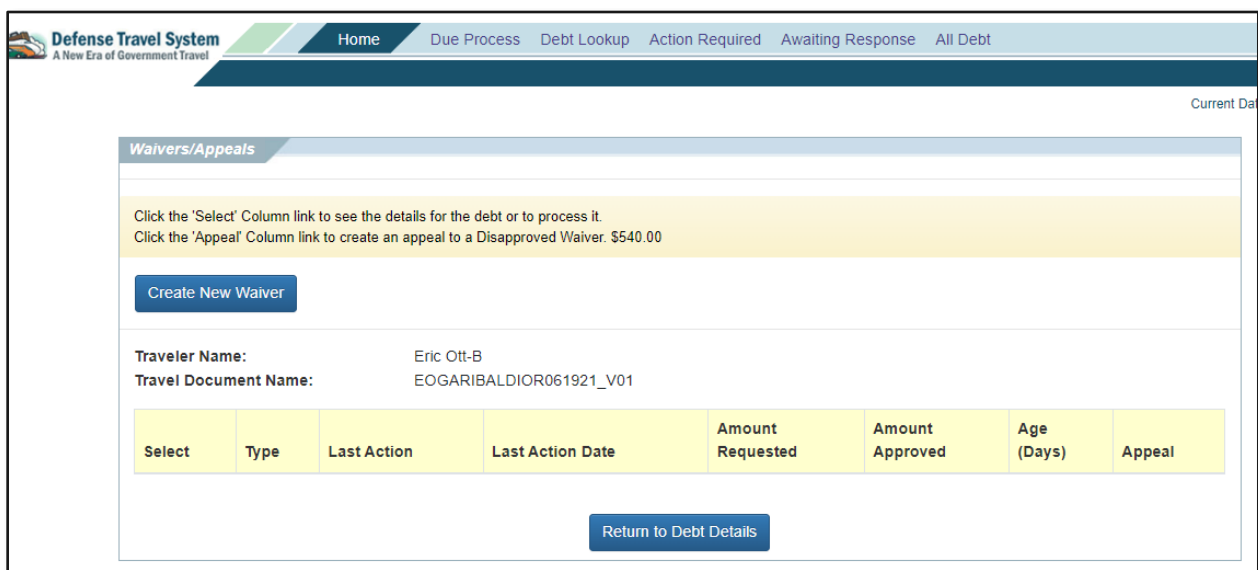 Defense Travel System
A New Era of Government Travel
Home Due Process Debt Lookup Action Required Awaiting Response All Debt
Current Dat
Waivers/Appeals
Click the 'Select' Column link to see the details for the debt or to process it.
Click the 'Appeal' Column link to create an appeal to a Disapproved Waiver. $540.00
Create New Waiver
Traveler Name: Eric Ott-B
Travel Document Name: EOGARIBALDIOR061921_V01
Select Type Last Action Last Action Date Amount Requested Amount Approved Age (Days) Appeal
Return to Debt Details